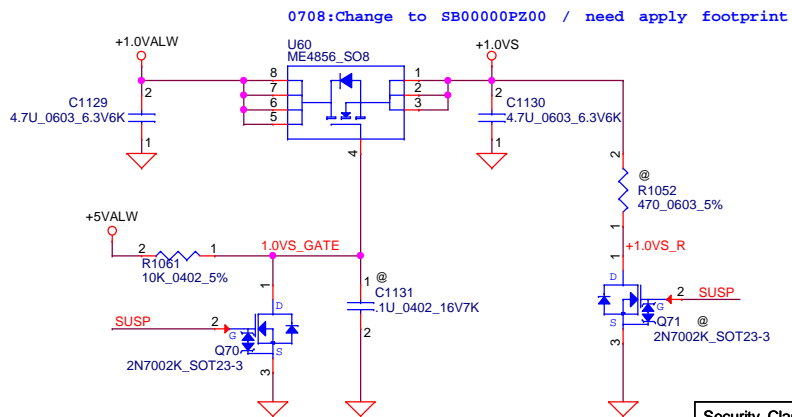 0708:Change to SB00000PZ00 / need apply footprint
+1.0VALW
U60
ME4856_SO8
+1.0VS
8
7
6
5
1
2
3
4
2
C1129
4.7U_0603_6.3V6K
1
2
C1130
4.7U_0603_6.3V6K
1
2
@
R1052
470_0603_5%
1
+1.0VS_R
+5VALW
2
1
R1061
10K_0402_5%
1.0VS_GATE
@
1
C1131
.1U_0402_16V7K
2
1
D
SUSP
2
G
S
Q70
2N7002K_SOT23-3
3
1
D
2
SUSP
G
S
Q71
@
2N7002K_SOT23-3
3